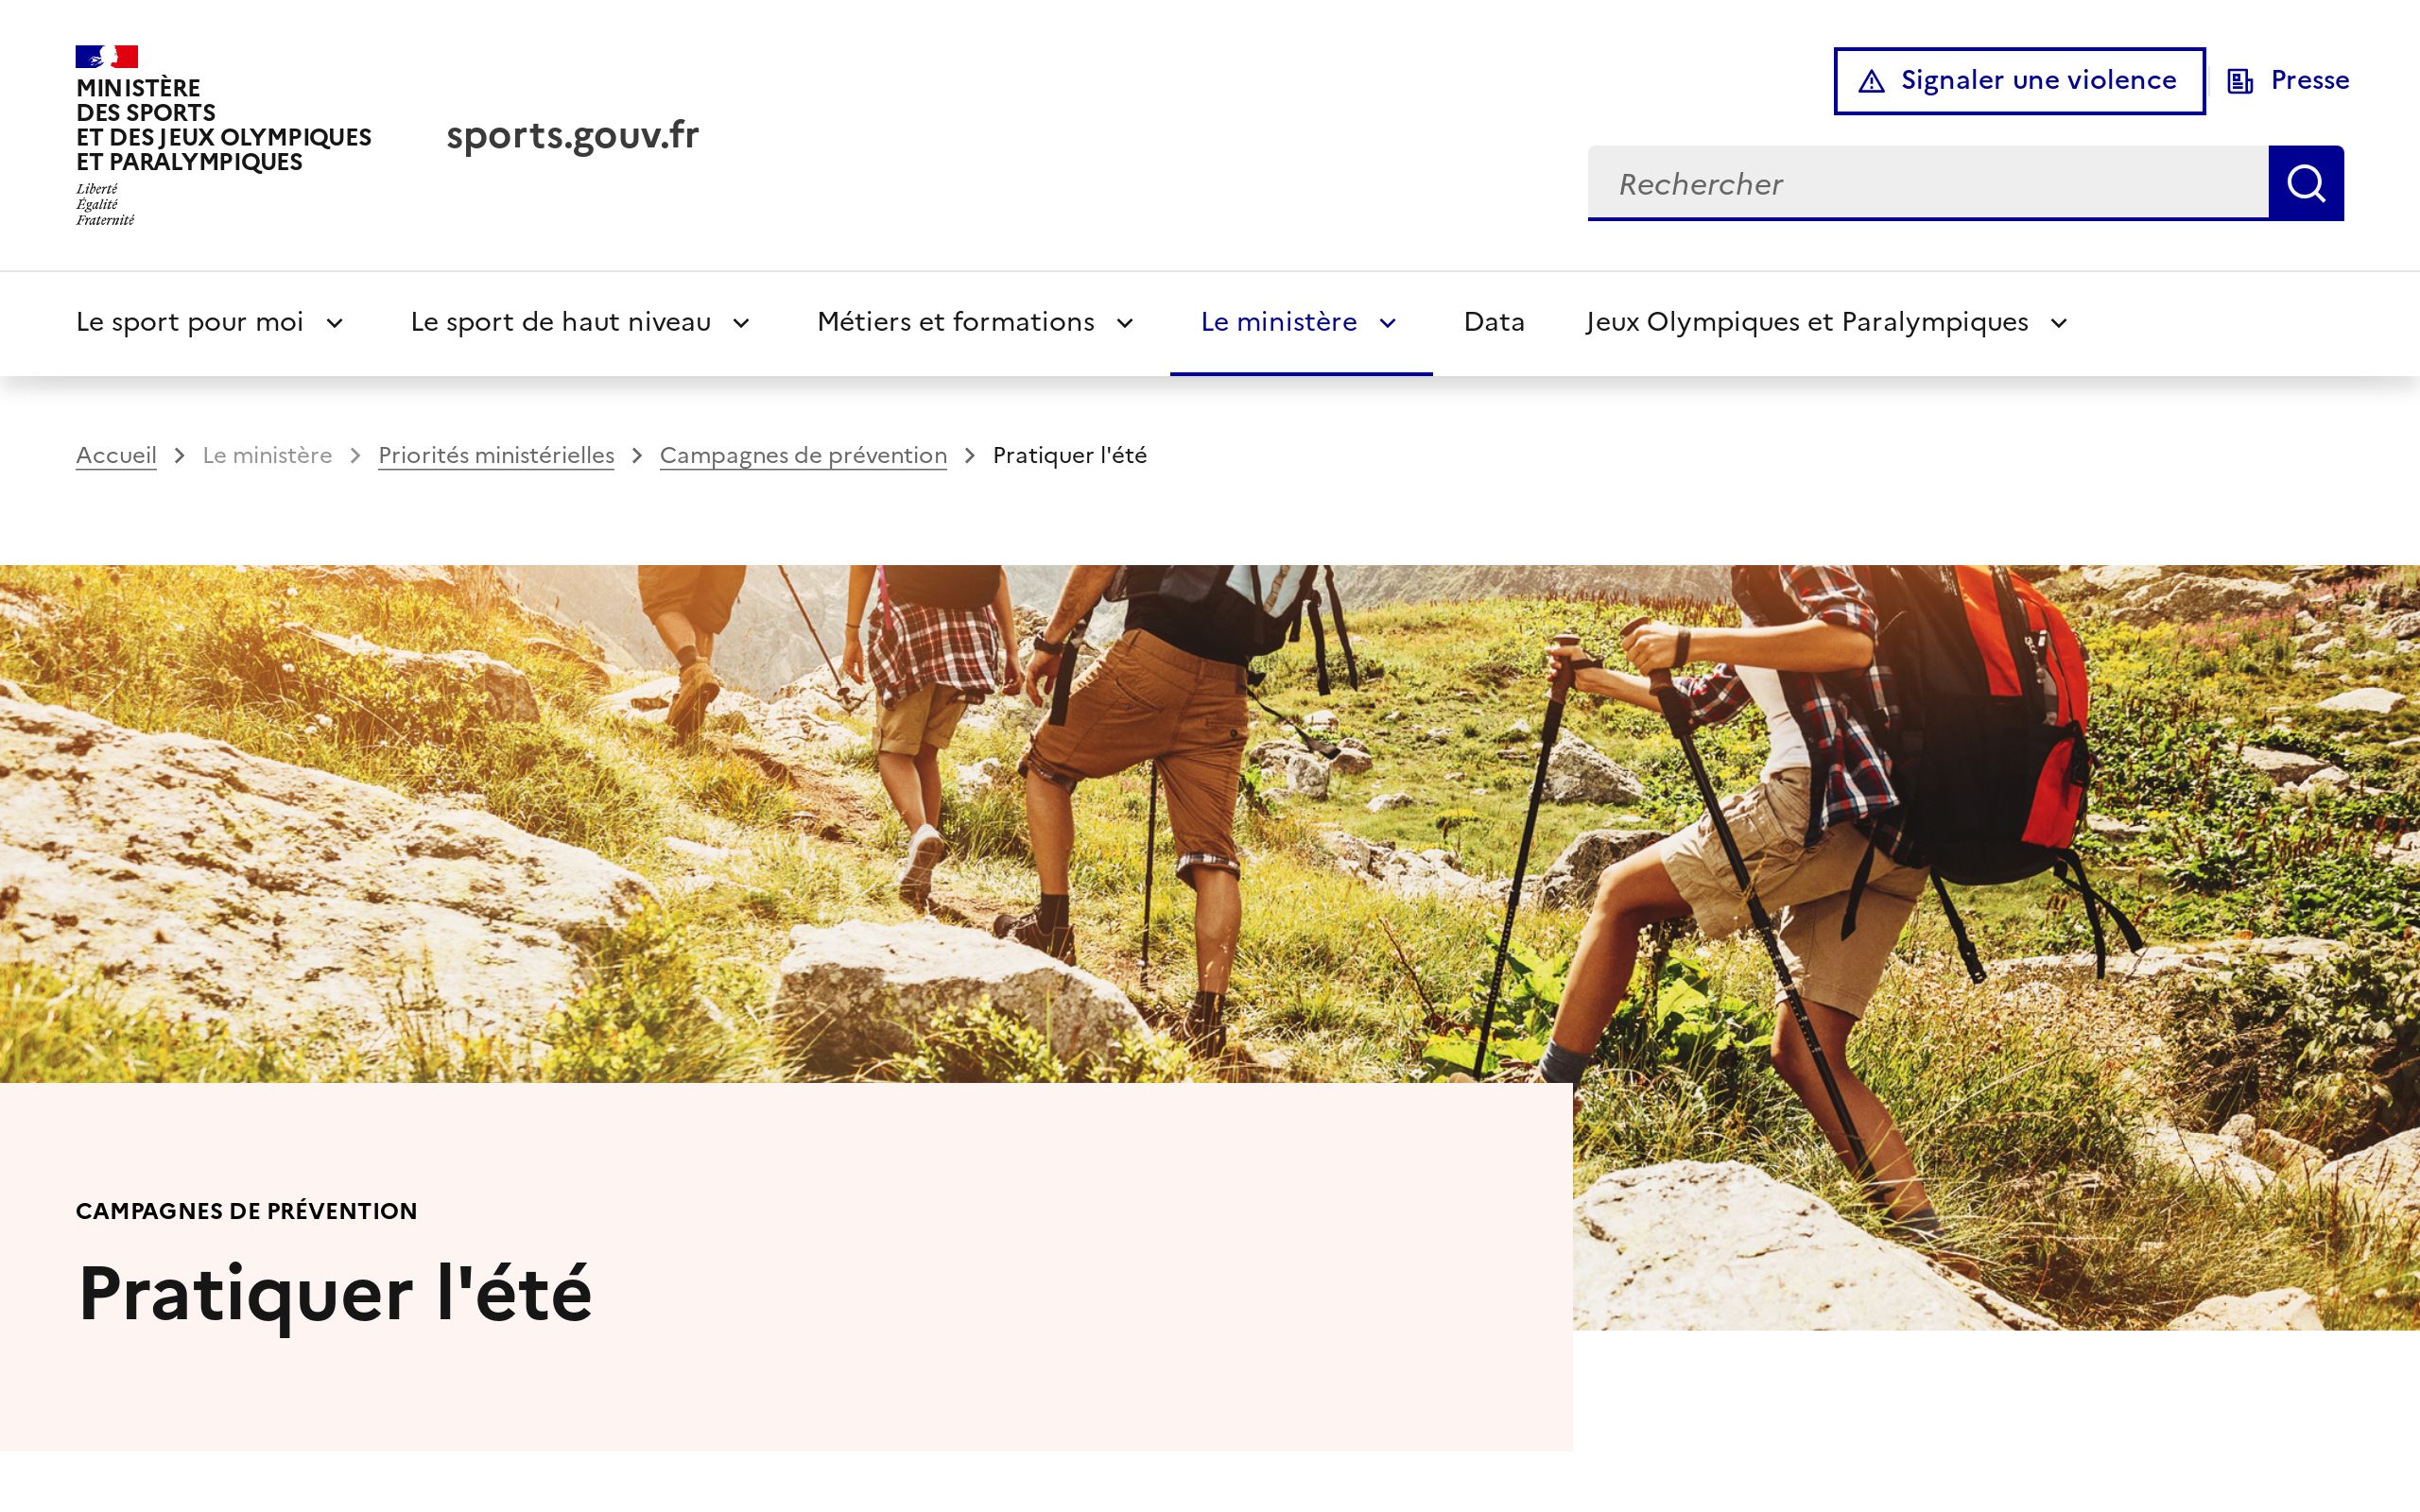 MINISTÈRE
DES SPORTS
ET DES JEUX OLYMPIQUES
ET PARALYMPIQUES
Liberté
Égalité
Fraternité
sports.gouv.fr
Signaler une violence
Presse
Rechercher
Le sport pour moi
Le sport de haut niveau
Métiers et formations
Le ministère
Data
Jeux Olympiques et Paralympiques
Accueil > Le ministère > Priorités ministérielles > Campagnes de prévention > Pratiquer l'été
CAMPAGNES DE PRÉVENTION
Pratiquer l'été